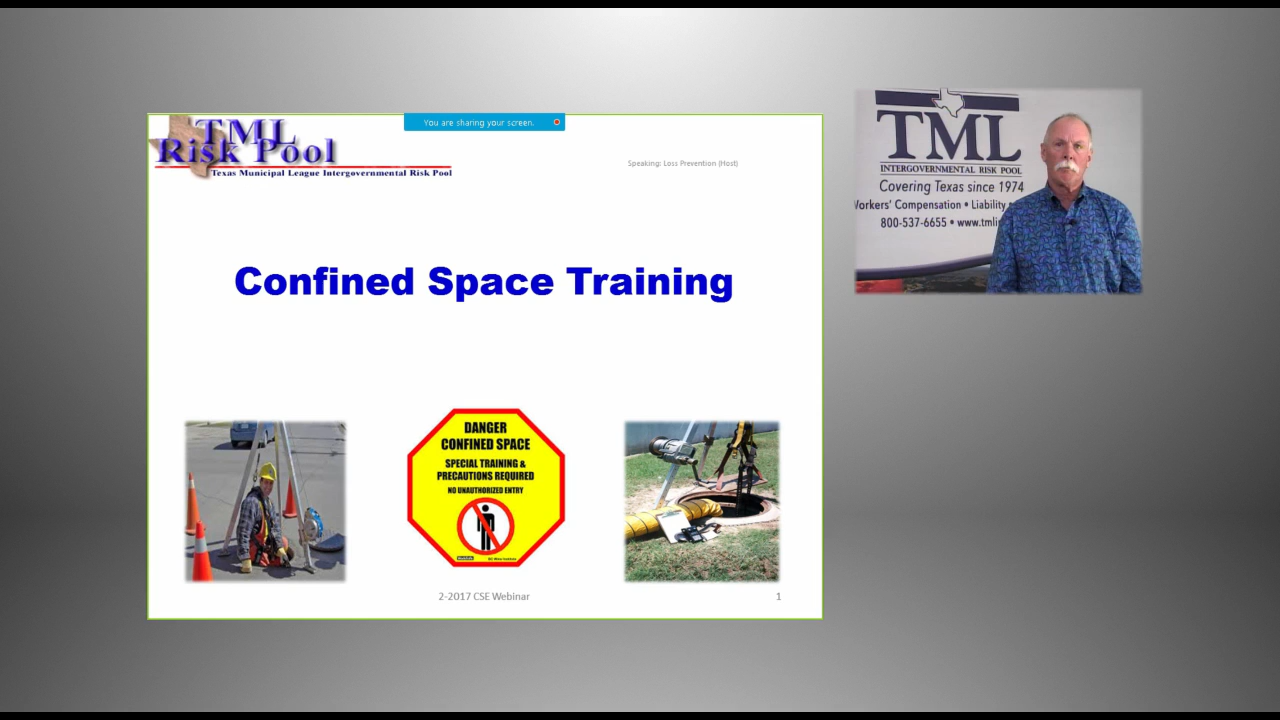 TML
Risk Pool
Texas Municipal League Intergovernmental Risk Pool
You are sharing your screen.
Speaking: Loss Prevention (Host)
Confined Space Training
DANGER
CONFINED SPACE
SPECIAL TRAINING &
PRECAUTIONS REQUIRED
NO UNAUTHORIZED ENTRY
2-2017 CSE Webinar
1
TML
INTERGOVERNMENTAL RISK POOL
Covering Texas since 1974
Workers' Compensation • Liability •
800-537-6655 • www.tmli